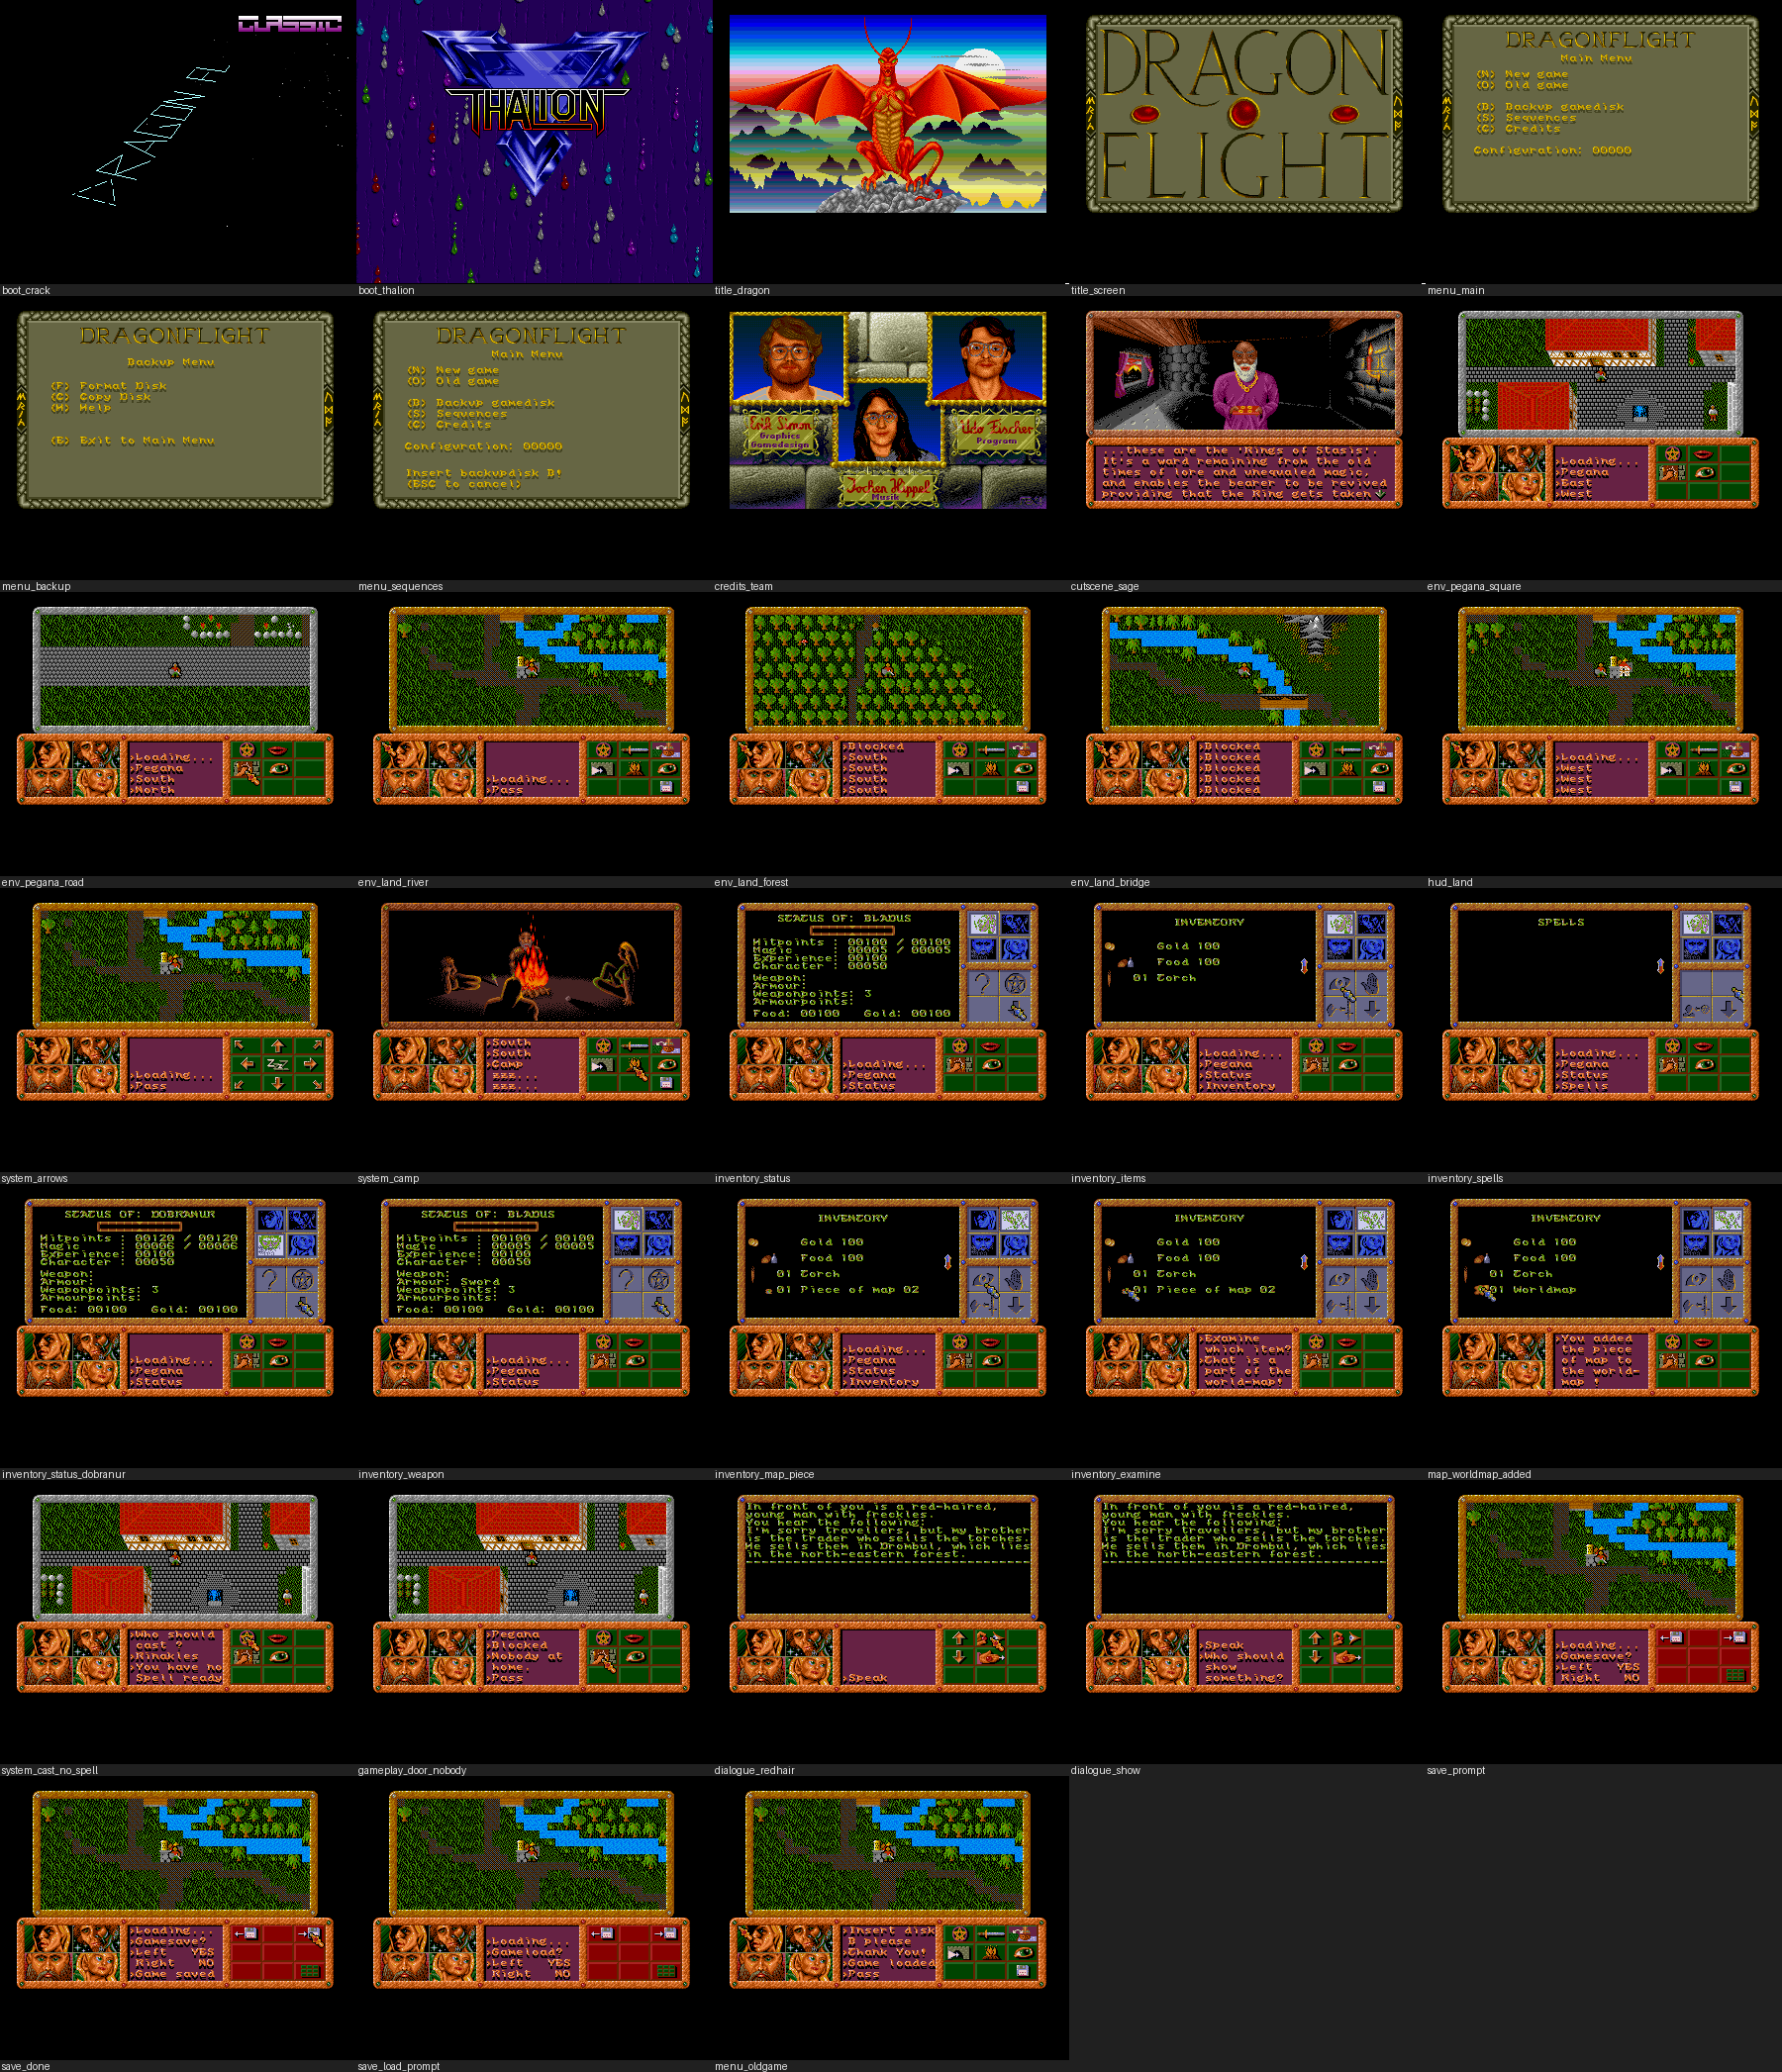 CLASSIC
PARAGON
THALION
DRAGON
FLIGHT
DRAGONFLIGHT
Main Menu
(N) New game
(O) Old game
(B) Backup gamedisk
(S) Sequences
(C) Credits
Configuration: 00000
boot_crack
boot_thalion
title_dragon
title_screen
menu_main
DRAGONFLIGHT
Backup Menu
(F) Format Disk
(C) Copy Disk
(H) Help
(E) Exit to Main Menu
DRAGONFLIGHT
Main Menu
(N) New game
(O) Old game
(B) Backup gamedisk
(S) Sequences
(C) Credits
Configuration: 00000
Insert backupdisk B!
(ESC to cancel)
Erik Simon
Graphics
Gamedesign
Udo Fischer
Program
Jochen Hippel
Musik
...these are the 'Rings of Stasis'.
It's a ward remaining from the old
times of lore and unequaled magic,
and enables the bearer to be revived
providing that the Ring gets taken
>Loading...
>Pegana
>East
>West
menu_backup
menu_sequences
credits_team
cutscene_sage
env_pegana_square
>Loading...
>Pegana
>South
>North
>Loading...
>Pass
>Blocked
>South
>South
>South
>South
>Blocked
>Blocked
>Blocked
>Blocked
>Blocked
>Loading...
>West
>West
>West
env_pegana_road
env_land_river
env_land_forest
env_land_bridge
hud_land
>Loading...
>Pass
ZZZ
>South
>South
>Camp
>zzz...
>zzz...
STATUS OF: BLADUS
Hitpoints : 00100 / 00100
Magic : 00005 / 00005
Experience: 00100
Character : 00050
Weapon:
Armour:
Weaponpoints: 3
Armourpoints:
Food: 00100 Gold: 00100
>Loading...
>Pegana
>Status
INVENTORY
Gold 100
Food 100
01 Torch
>Loading...
>Pegana
>Status
>Inventory
SPELLS
>Loading...
>Pegana
>Status
>Spells
system_arrows
system_camp
inventory_status
inventory_items
inventory_spells
STATUS OF: DOBRANUR
Hitpoints : 00120 / 00120
Magic : 00006 / 00006
Experience: 00100
Character : 00050
Weapon:
Armour:
Weaponpoints: 3
Armourpoints:
Food: 00100 Gold: 00100
>Loading...
>Pegana
>Status
STATUS OF: BLADUS
Hitpoints : 00100 / 00100
Magic : 00005 / 00005
Experience: 00100
Character : 00050
Weapon:
Armour: Sword
Weaponpoints: 3
Armourpoints:
Food: 00100 Gold: 00100
>Loading...
>Pegana
>Status
INVENTORY
Gold 100
Food 100
01 Torch
01 Piece of map 02
>Loading...
>Pegana
>Status
>Inventory
INVENTORY
Gold 100
Food 100
01 Torch
01 Piece of map 02
>Examine
which item?
>That is a
part of the
world-map!
INVENTORY
Gold 100
Food 100
01 Torch
01 Worldmap
>You added
the piece
of map to
the world-
map !
inventory_status_dobranur
inventory_weapon
inventory_map_piece
inventory_examine
map_worldmap_added
>Who should
cast ?
>Rinakles
>You have no
Spell ready
>Pegana
>Blocked
>Nobody at
home.
>Pass
In front of you is a red-haired,
young man with freckles.
You hear the following:
I'm sorry travellers, but my brother
is the trader who sells the torches.
He sells them in Drombul, which lies
in the north-eastern forest.
>Speak
In front of you is a red-haired,
young man with freckles.
You hear the following:
I'm sorry travellers, but my brother
is the trader who sells the torches.
He sells them in Drombul, which lies
in the north-eastern forest.
>Speak
>Who should
show
something?
>Loading...
>Gamesave?
>Left YES
Right NO
system_cast_no_spell
gameplay_door_nobody
dialogue_redhair
dialogue_show
save_prompt
>Loading...
>Gamesave?
>Left YES
Right NO
>Game saved
>Loading...
>Gameload?
>Left YES
Right NO
>Insert disk
B please
>Thank You!
>Game loaded
>Pass
save_done
save_load_prompt
menu_oldgame